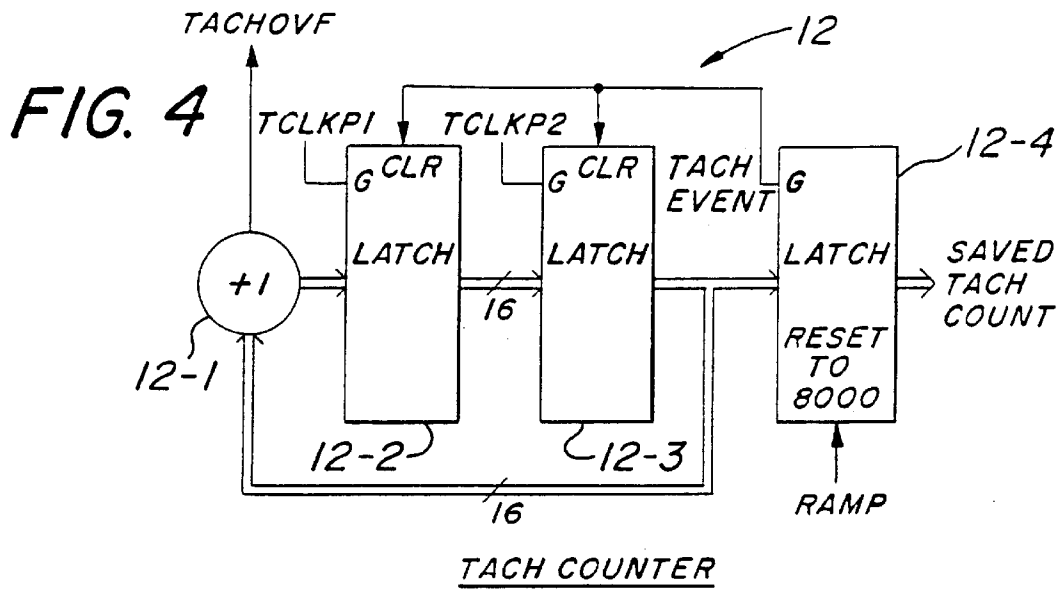 TACHOVF
12
FIG. 4
TCLKP1
TCLKP2
G
CLR
G
CLR
TACH
EVENT
G
12-4
+1
LATCH
LATCH
LATCH
SAVED
TACH
COUNT
16
12-1
RESET
TO
8000
12-2
12-3
16
RAMP
TACH COUNTER